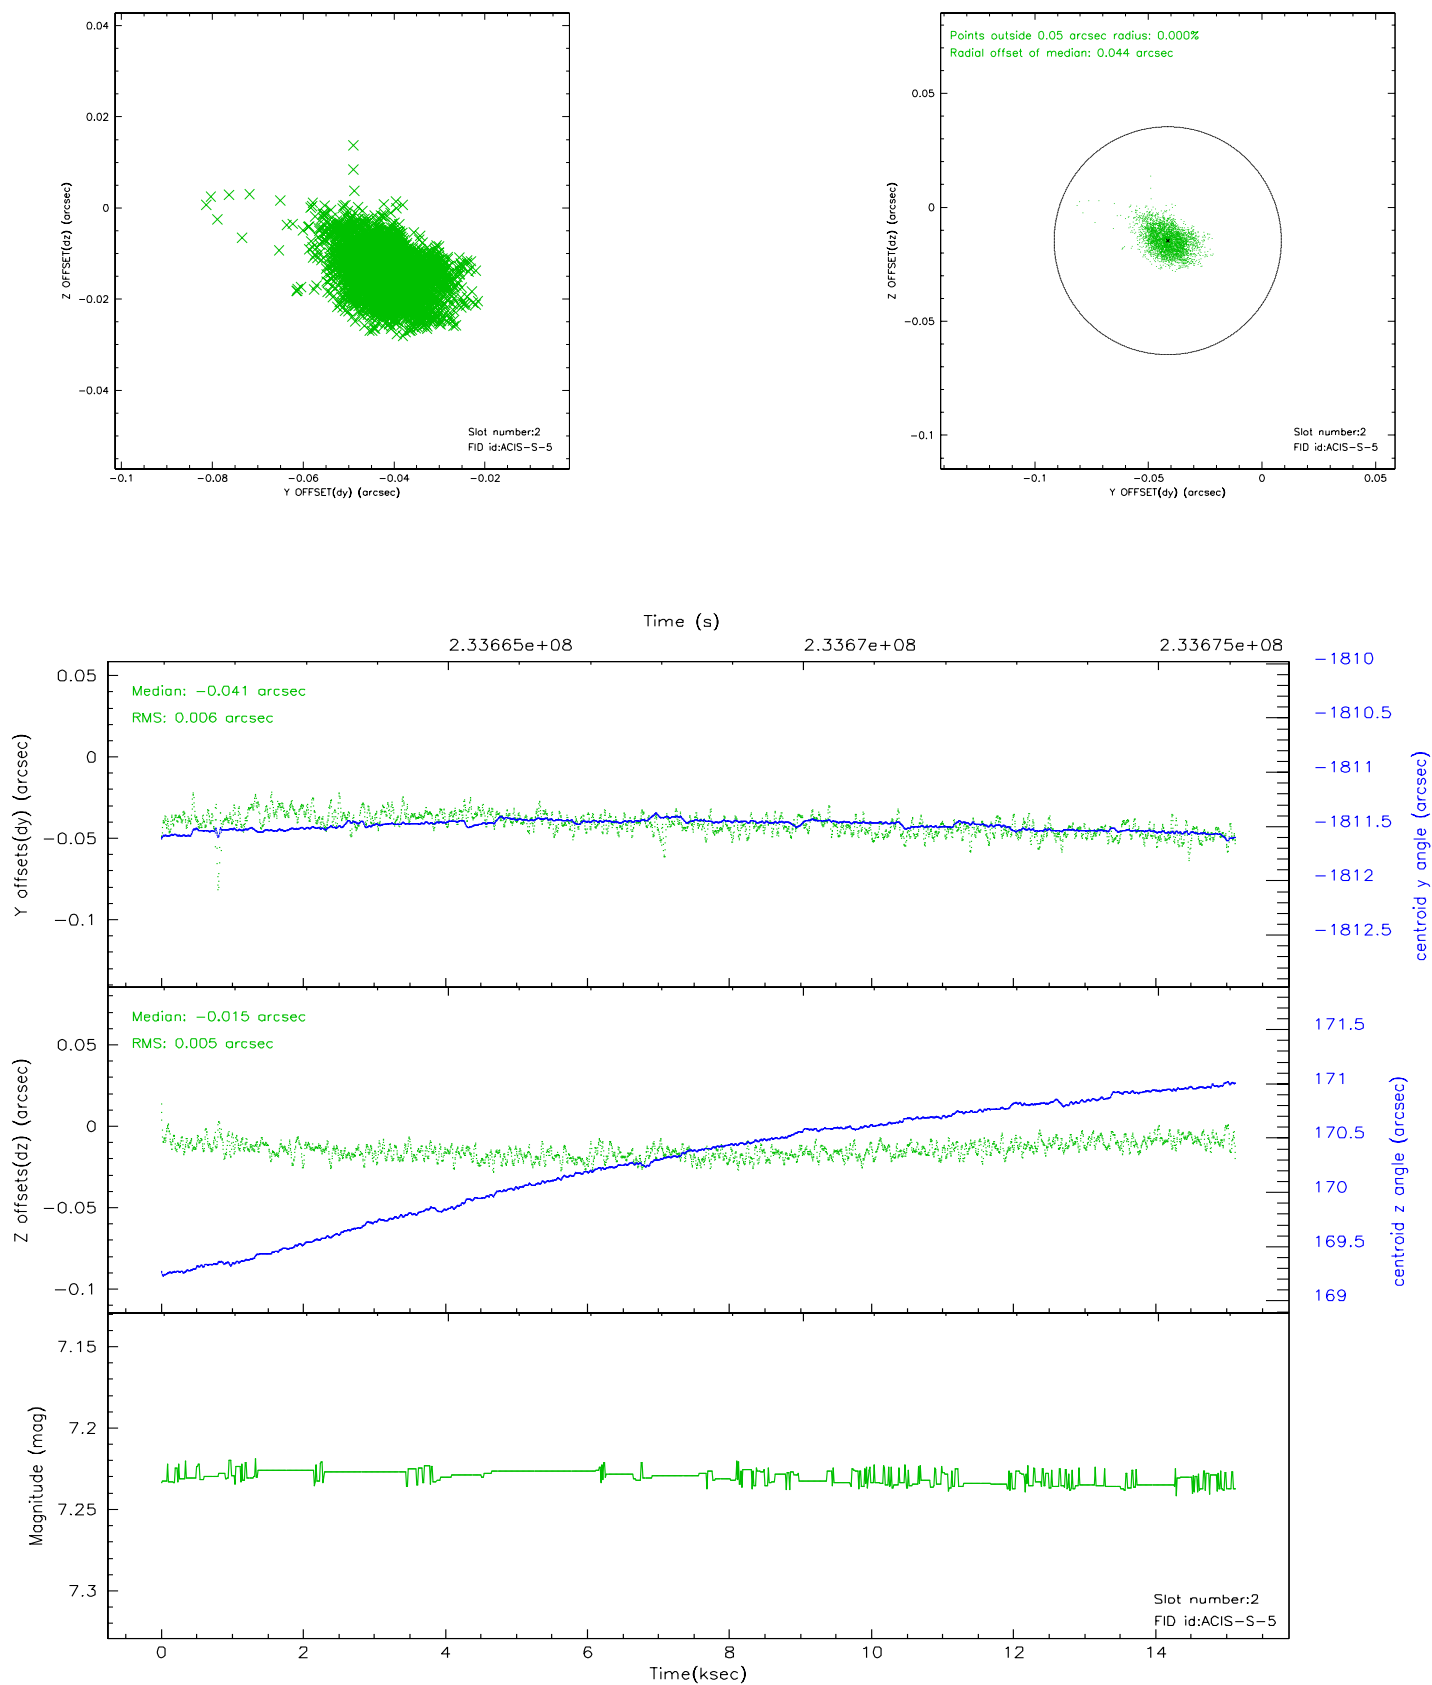 0.04
0.02
0
-0.02
-0.04
Z OFFSET(dz) (arcsec)
Slot number:2
FID id:ACIS-S-5
-0.1
-0.08
-0.06
-0.04
-0.02
Y OFFSET(dy) (arcsec)
Points outside 0.05 arcsec radius: 0.000%
Radial offset of median: 0.044 arcsec
0.05
0
-0.05
-0.1
Z OFFSET(dz) (arcsec)
Slot number:2
FID id:ACIS-S-5
-0.1
-0.05
0
0.05
Y OFFSET(dy) (arcsec)
Time (s)
2.33665e+08
2.3367e+08
2.33675e+08
0.05
0
-0.05
-0.1
Y offsets(dy) (arcsec)
Median: -0.041 arcsec
RMS: 0.006 arcsec
-1810
-1810.5
-1811
-1811.5
-1812
-1812.5
centroid y angle (arcsec)
0.05
0
-0.05
-0.1
Z offsets(dz) (arcsec)
Median: -0.015 arcsec
RMS: 0.005 arcsec
171.5
171
170.5
170
169.5
169
centroid z angle (arcsec)
7.15
7.2
7.25
7.3
Magnitude (mag)
Slot number:2
FID id:ACIS-S-5
0
2
4
6
8
10
12
14
Time(ksec)